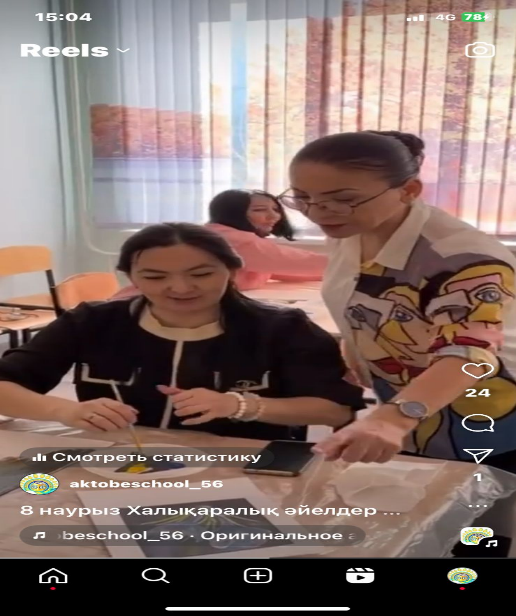 15:04
4G 78
Reels
24
Смотреть статистику
aktobeschool_56
1
8 наурыз Халықаралық әйелдер ...
beschool_56 · Оригинальное